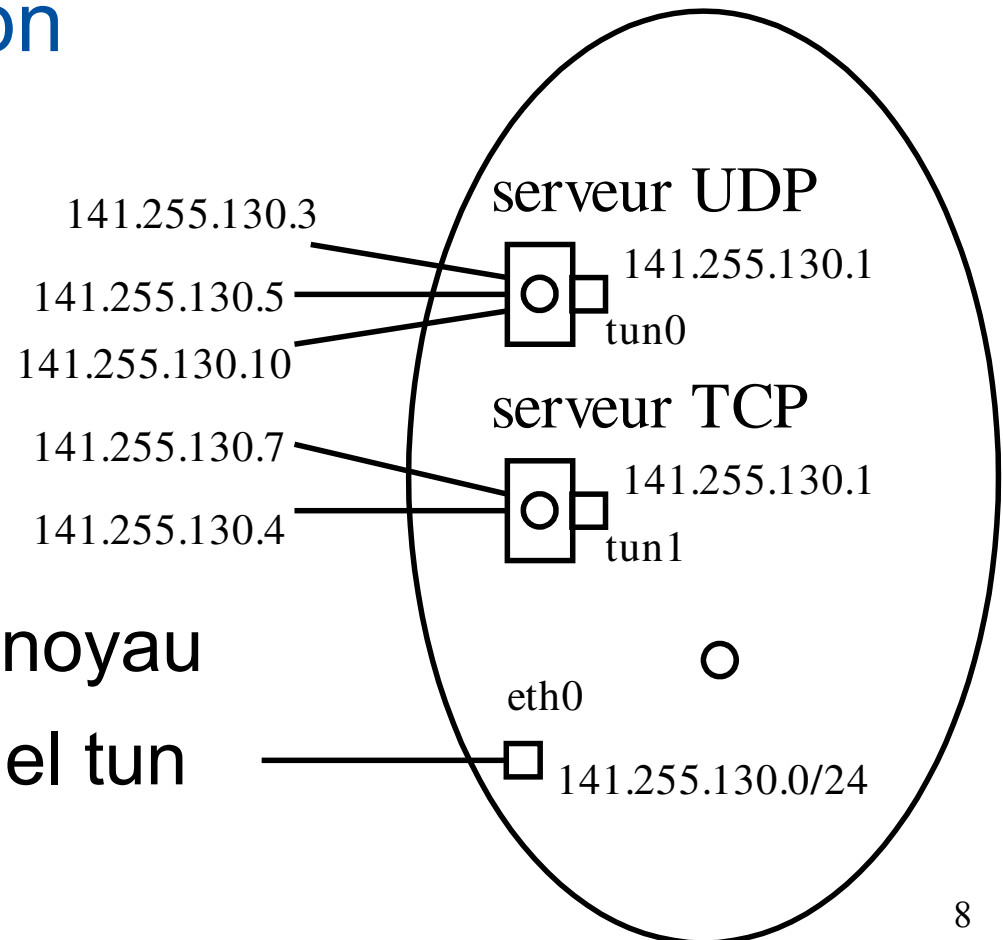 on
serveur UDP
141.255.130.3
141.255.130.1
141.255.130.5
tun0
141.255.130.10
serveur TCP
141.255.130.7
141.255.130.1
141.255.130.4
tun1
noyau
eth0
el tun
141.255.130.0/24
8